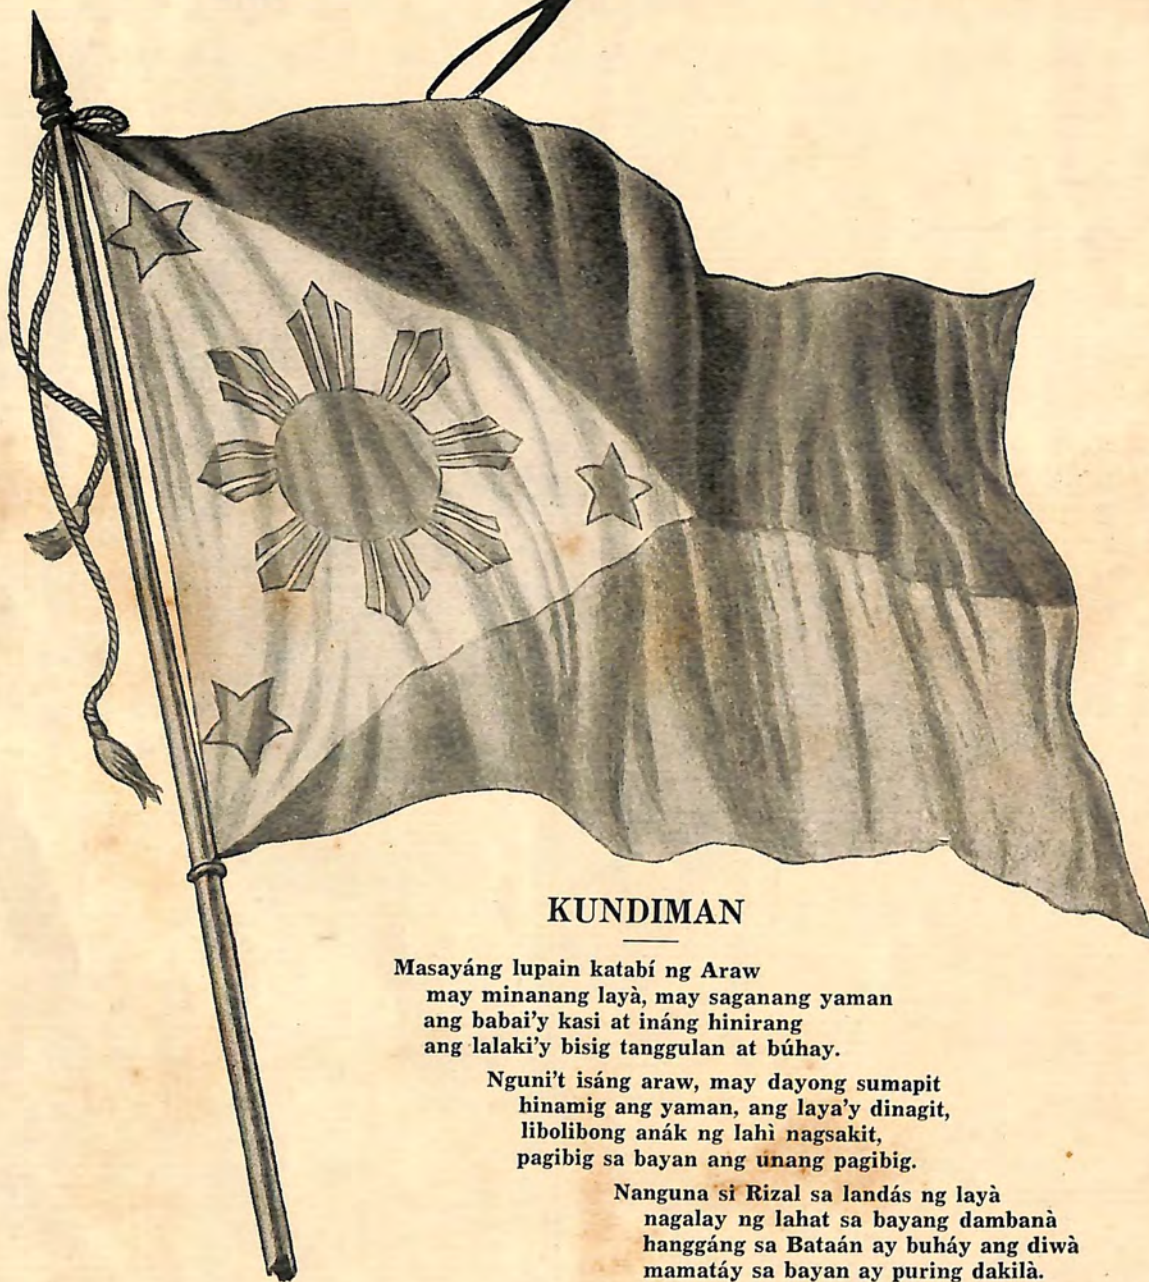 KUNDIMAN
Masayáng lupain katabí ng Araw
may minanang layà, may saganang yaman
ang babai'y kasi at ináng hinirang
ang lalaki'y bisig tanggulan at búhay.
Nguni't isáng araw, may dayong sumapit
hinamig ang yaman, ang laya'y dinagit,
libolibong anák ng lahì nagsakit,
pagibig sa bayan ang unang pagibig.
Nanguna si Rizal sa landás ng layà
nagalay ng lahat sa bayang dambanà
hanggáng sa Bataán ay buháy ang diwà
mamatáy sa bayan ay puring dakilà.